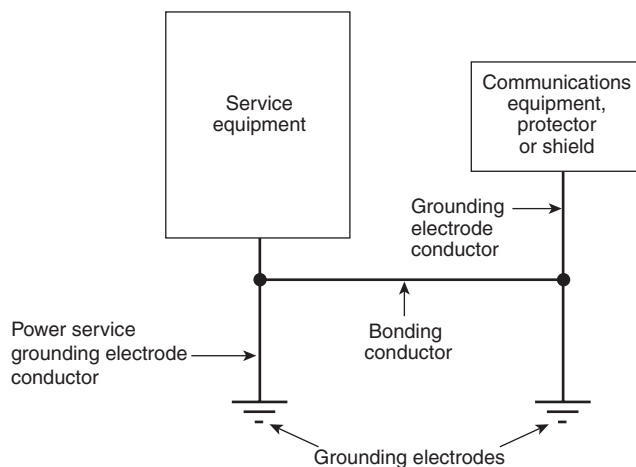 Service
equipment
Communications
equipment,
protector
or shield
Grounding
electrode
conductor
Power service
grounding electrode
conductor
Bonding
conductor
Grounding electrodes